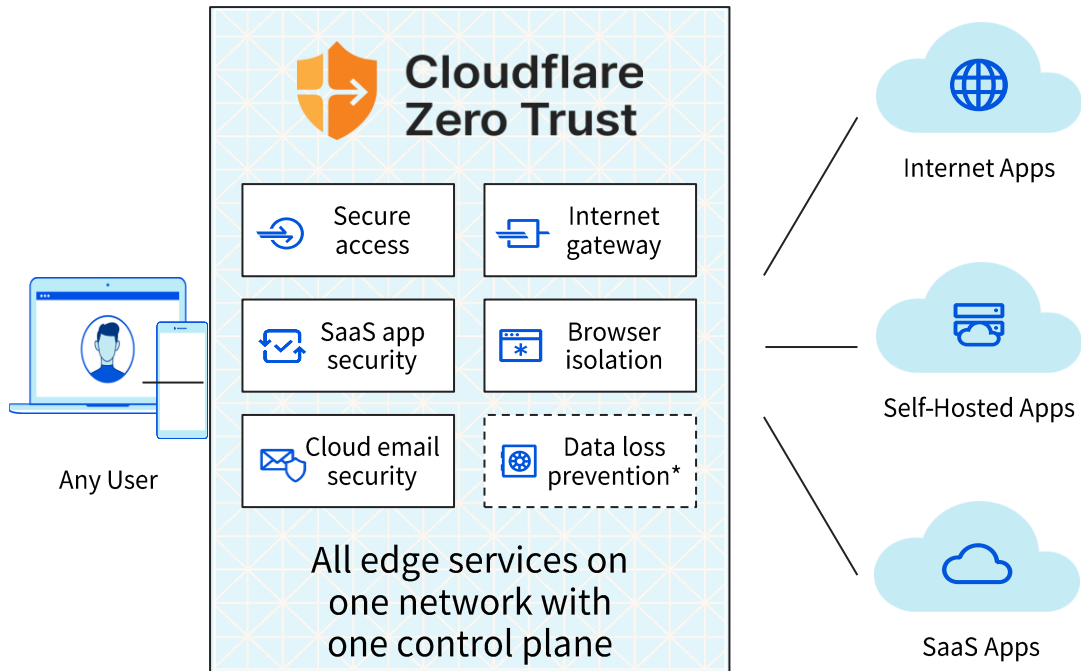 Cloudflare
Zero Trust
Secure
access
Internet
gateway
SaaS app
security
Browser
isolation
Cloud email
security
Data loss
prevention*
All edge services on
one network with
one control plane
Any User
Internet Apps
Self-Hosted Apps
SaaS Apps